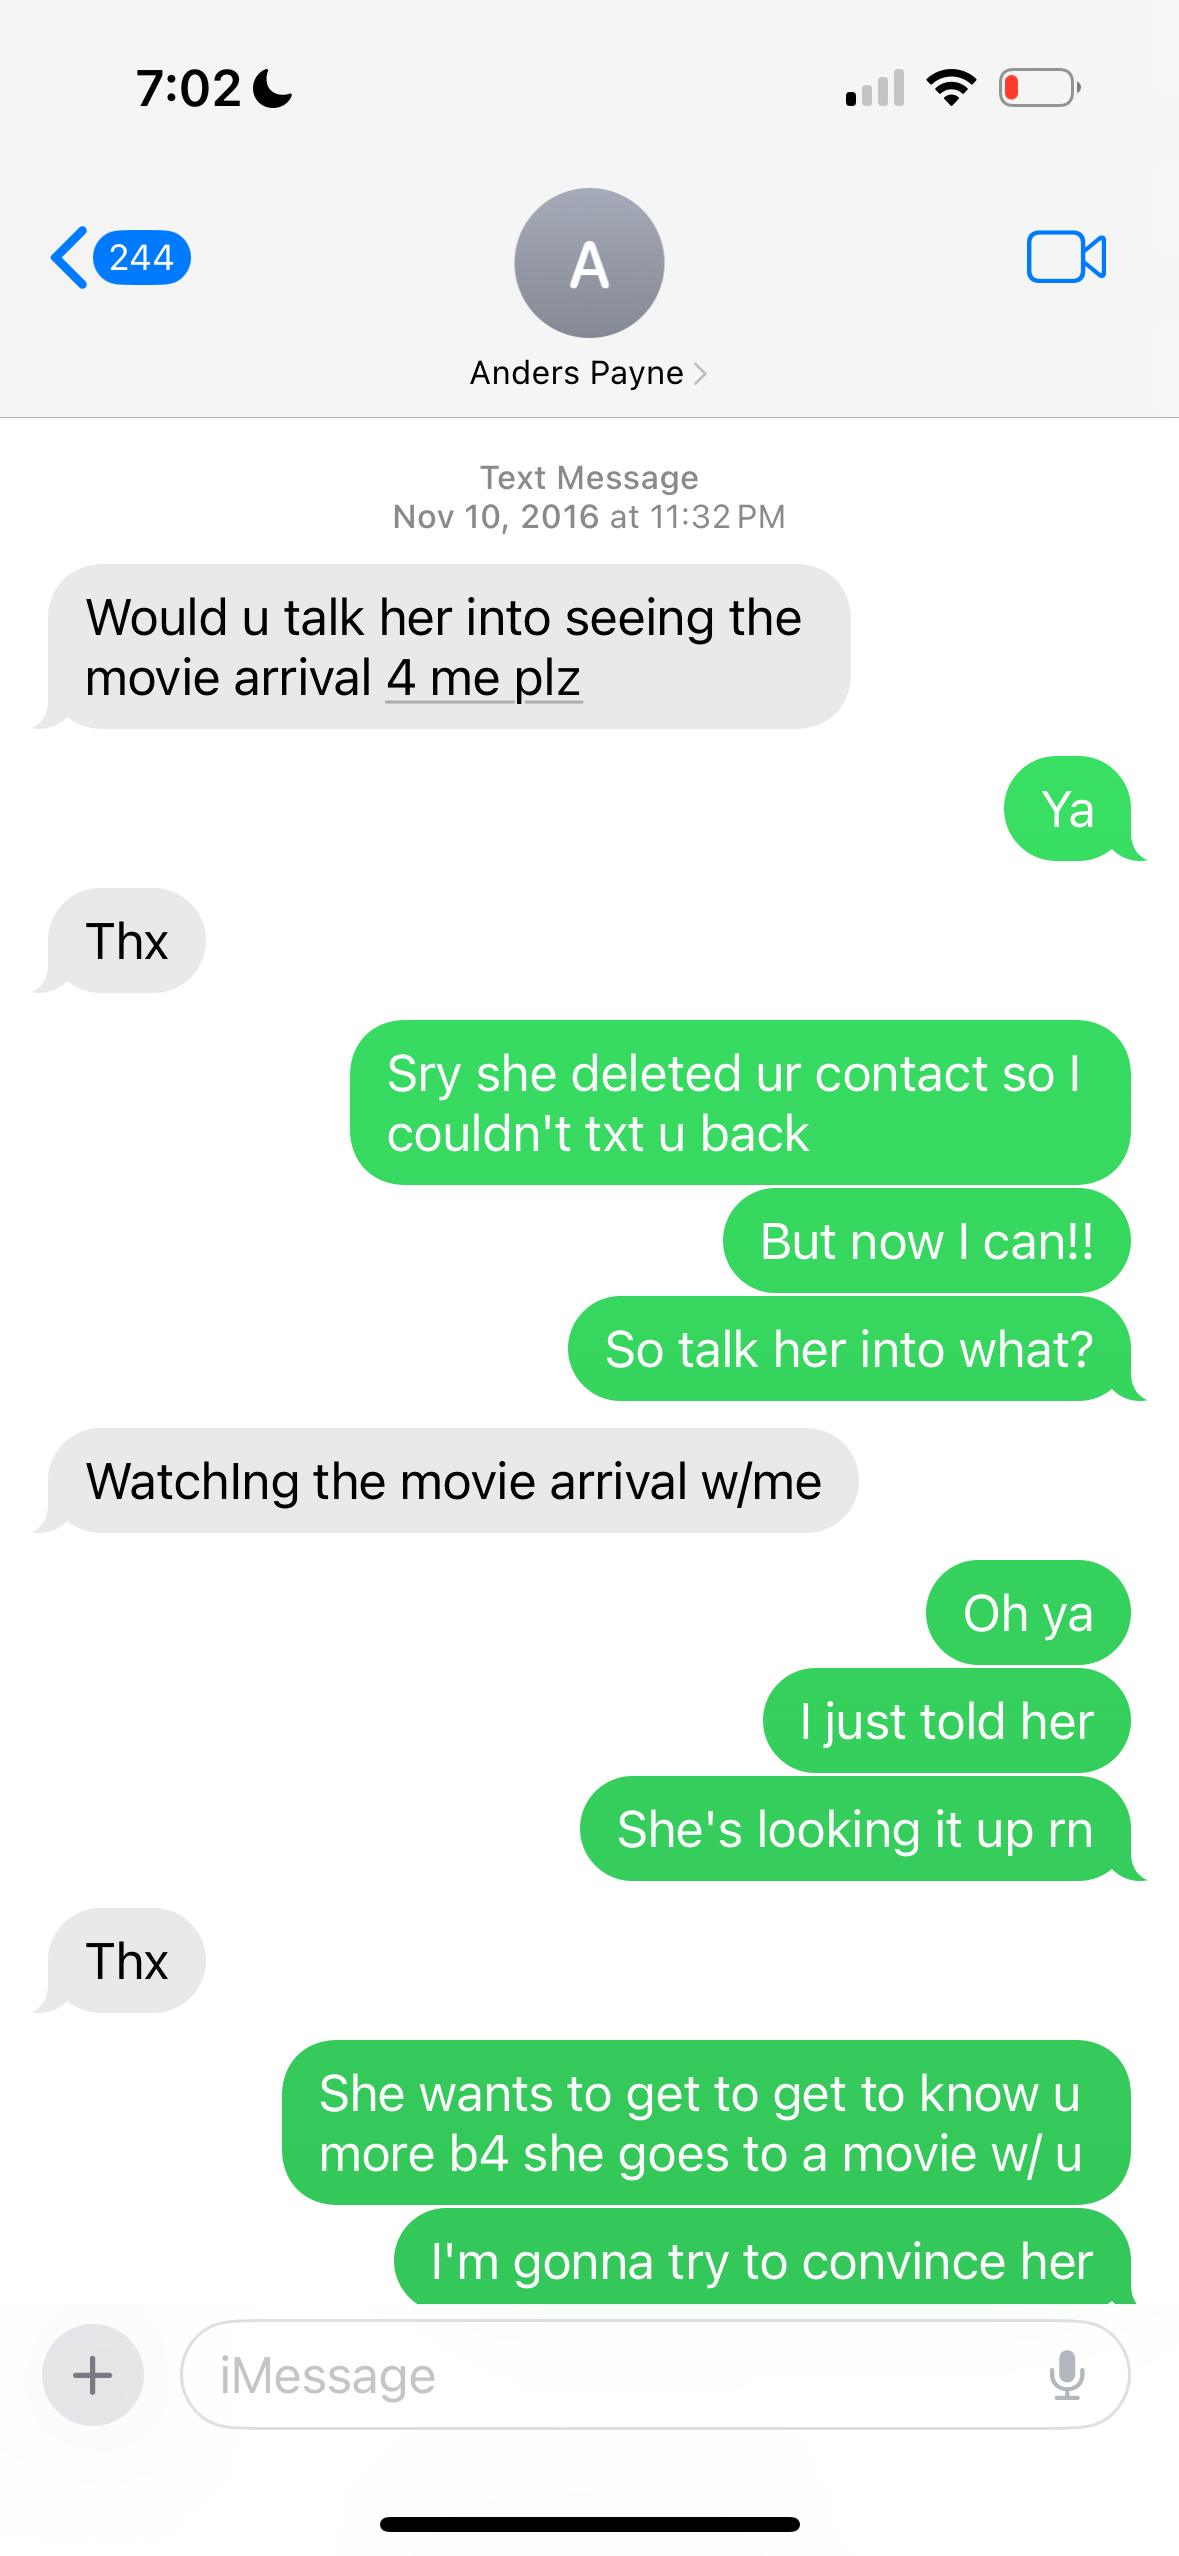 7:02
244
A
Anders Payne
Text Message
Nov 10, 2016 at 11:32 PM
Would u talk her into seeing the
movie arrival 4 me plz
Ya
Thx
Sry she deleted ur contact so I
couldn't txt u back
But now I can!!
So talk her into what?
WatchIng the movie arrival w/me
Oh ya
I just told her
She's looking it up rn
Thx
She wants to get to get to know u
more b4 she goes to a movie w/ u
I'm gonna try to convince her
iMessage